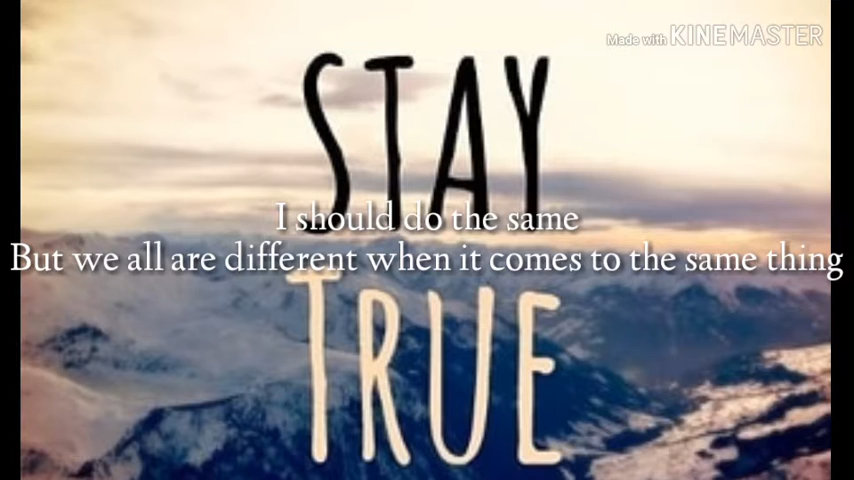 Made with KINEMASTER
STAY
I should do the same
But we all are different when it comes to the same thing
TRUE